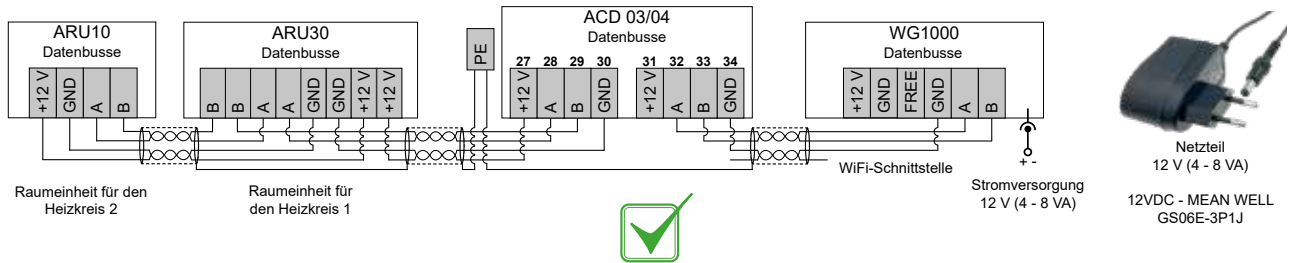 ARU10
Datenbusse
+12 V
GND
A
B
Raumeinheit für den
Heizkreis 2
ARU30
Datenbusse
B
B
A
A
GND
GND
+12 V
+12 V
Raumeinheit für
den Heizkreis 1
PE
ACD 03/04
Datenbusse
27 28 29 30 31 32 33 34
+12 V
A
B
GND
+12 V
A
B
GND
WG1000
Datenbusse
+12 V
GND
FREE
GND
A
B
WiFi-Schnittstelle
+ -
Stromversorgung
12 V (4 - 8 VA)
Netzteil
12 V (4 - 8 VA)
12VDC - MEAN WELL
GS06E-3P1J